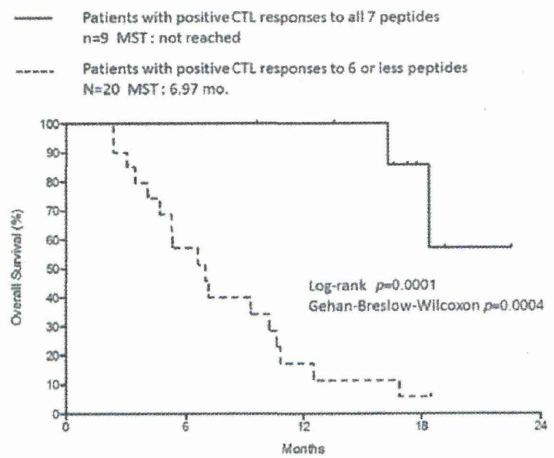 Patients with positive CTL responses to all 7 peptides
n=9 MST : not reached
Patients with positive CTL responses to 6 or less peptides
N=20 MST : 6.97 mo.
100
90
80
70
60
50
40
30
20
10
0
Overall Survival (%)
Log-rank p=0.0001
Gehan-Breslow-Wilcoxon p=0.0004
0 6 12 18 24
Months